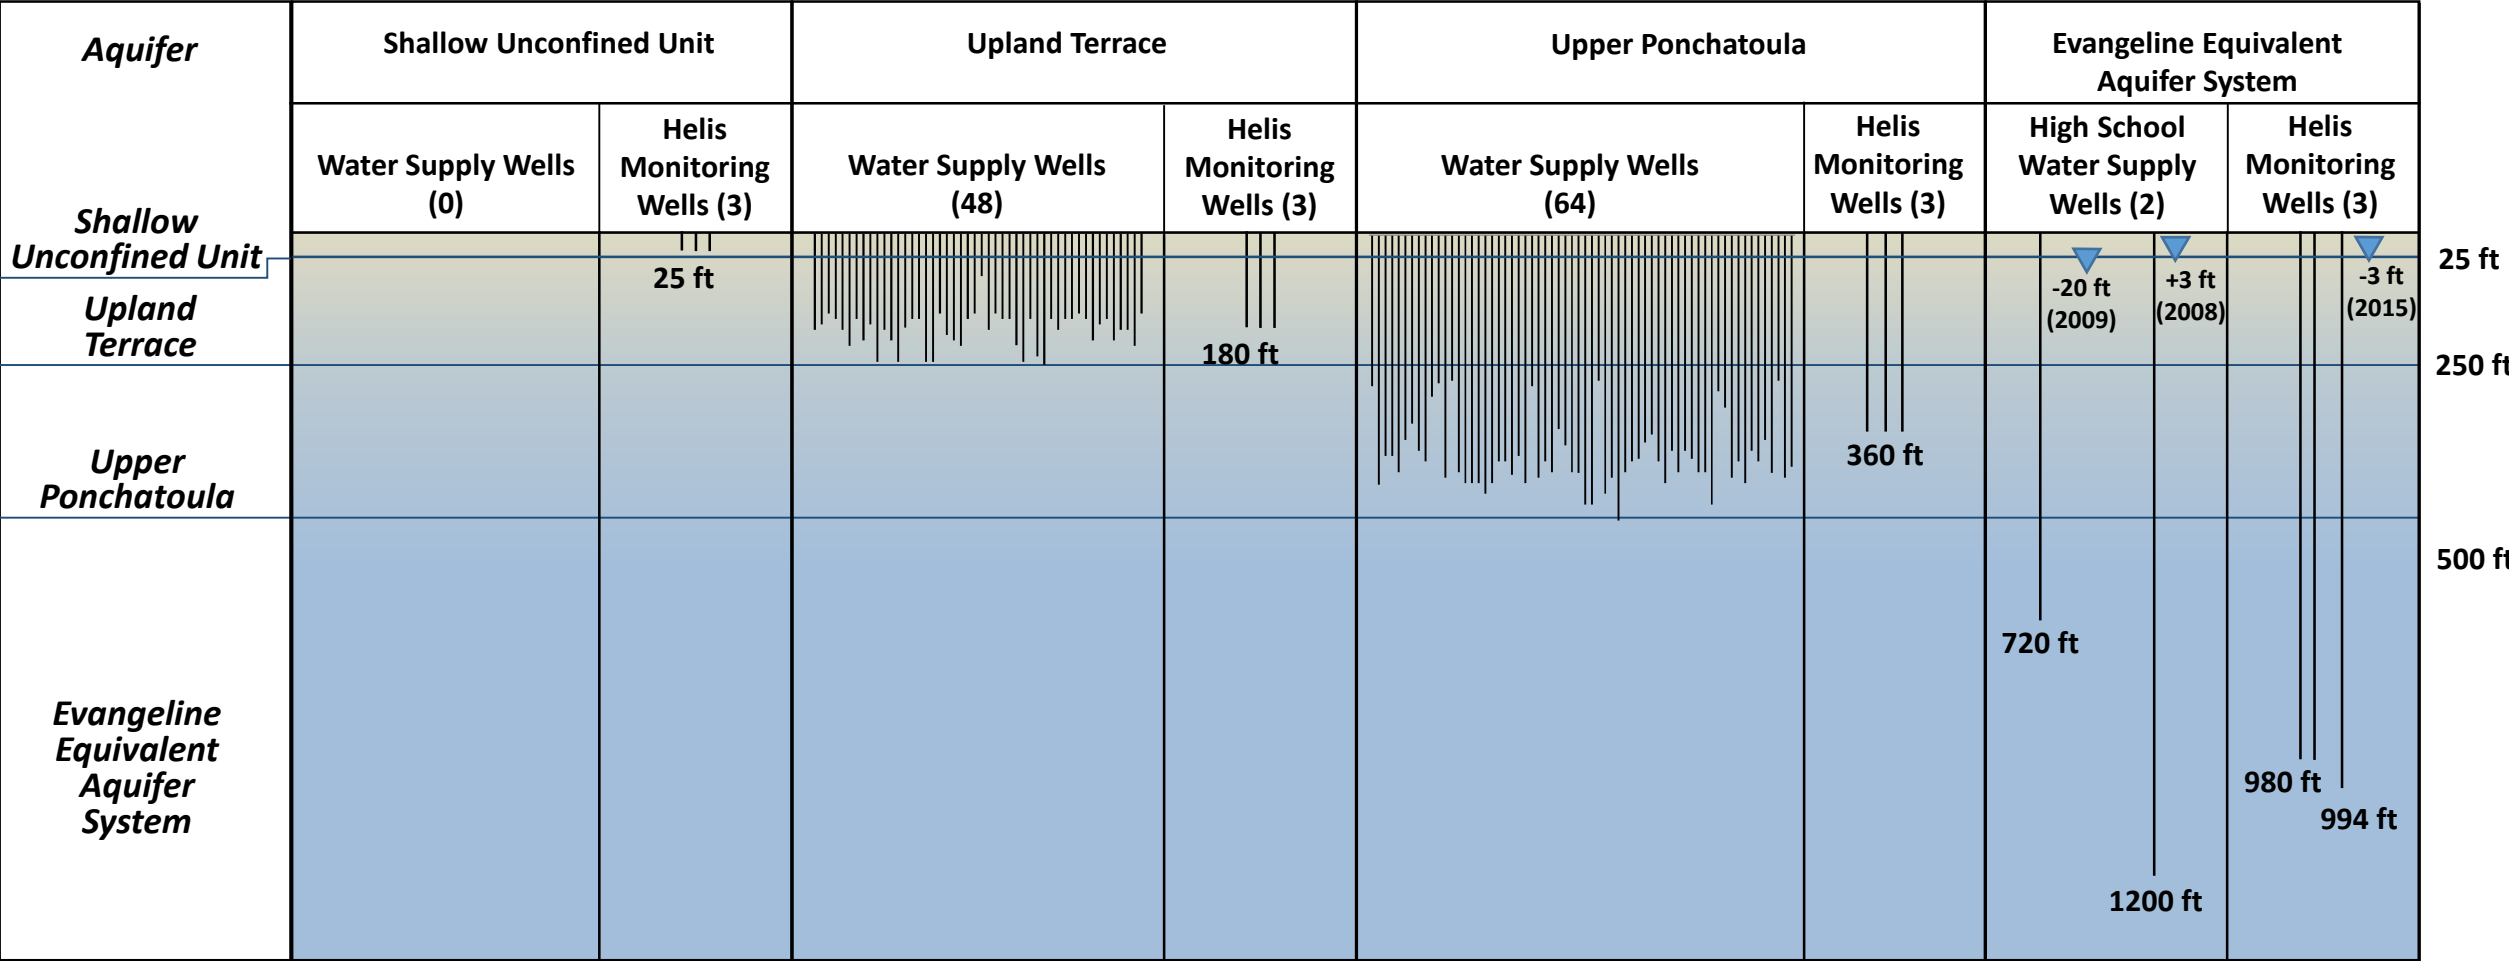 Aquifer
Shallow Unconfined Unit
Upland Terrace
Upper Ponchatoula
Evangeline Equivalent
Aquifer System
Water Supply Wells
(0)
Helis
Monitoring
Wells (3)
Water Supply Wells
(48)
Helis
Monitoring
Wells (3)
Water Supply Wells
(64)
Helis
Monitoring
Wells (3)
High School
Water Supply
Wells (2)
Helis
Monitoring
Wells (3)
Shallow
Unconfined Unit
25 ft
25 ft
-20 ft
(2009)
+3 ft
(2008)
-3 ft
(2015)
Upland
Terrace
180 ft
250 ft
360 ft
Upper
Ponchatoula
500 ft
720 ft
Evangeline
Equivalent
Aquifer
System
980 ft
994 ft
1200 ft